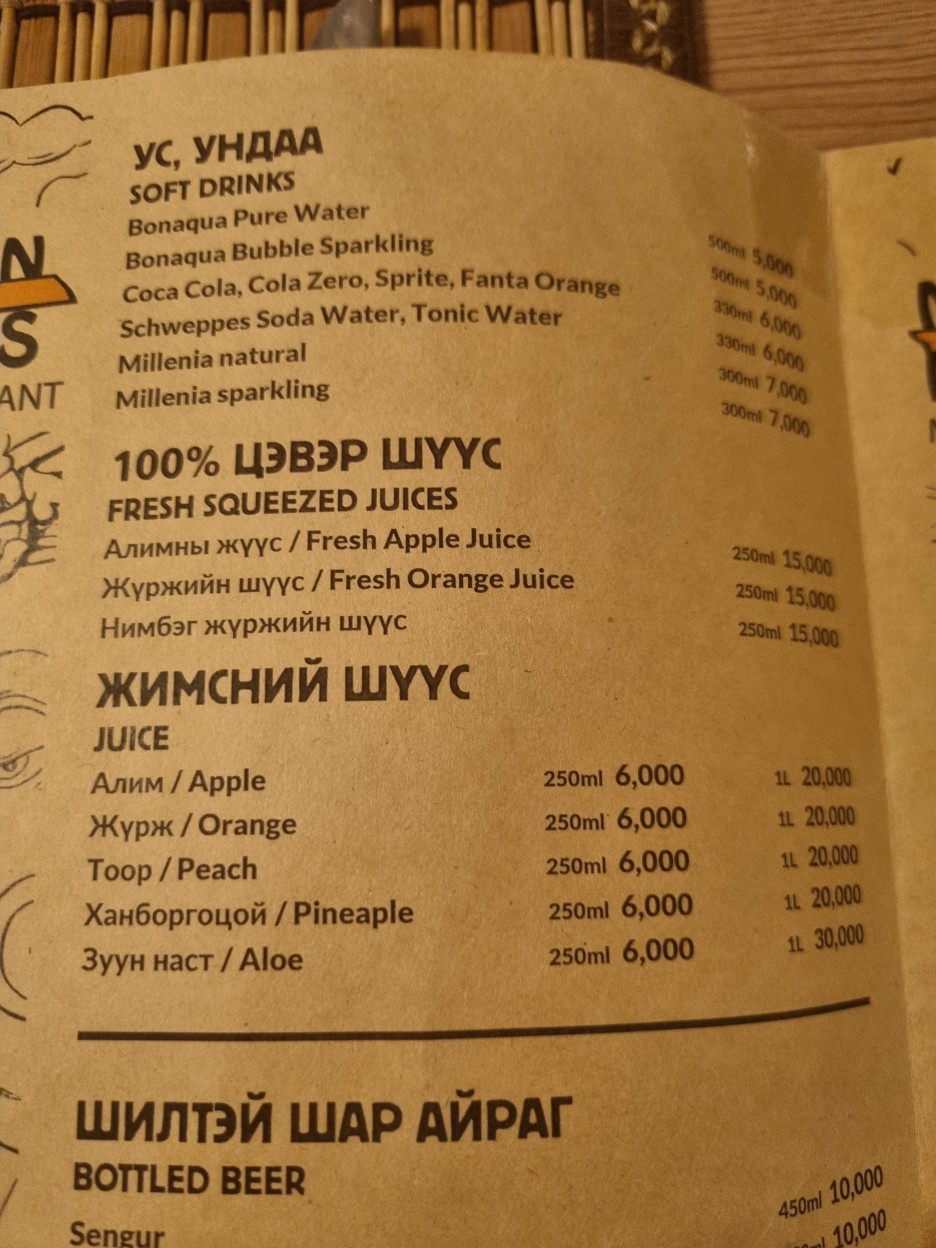 УС, УНДАА
SOFT DRINKS
Bonaqua Pure Water 500ml 5,000
Bonaqua Bubble Sparkling 500ml 5,000
Coca Cola, Cola Zero, Sprite, Fanta Orange 330ml 6,000
Schweppes Soda Water, Tonic Water 330ml 6,000
Millenia natural 300ml 7,000
Millenia sparkling 300ml 7,000
N
S
ANT
100% ЦЭВЭР ШҮҮС
FRESH SQUEEZED JUICES
Алимны жүүс / Fresh Apple Juice 250ml 15,000
Жүржийн шүүс / Fresh Orange Juice 250ml 15,000
Нимбэг жүржийн шүүс 250ml 15,000
ЖИМСНИЙ ШҮҮС
JUICE
Алим / Apple 250ml 6,000 1L 20,000
Жүрж / Orange 250ml 6,000 1L 20,000
Тоор / Peach 250ml 6,000 1L 20,000
Ханборгоцой / Pineaple 250ml 6,000 1L 20,000
Зуун наст / Aloe 250ml 6,000 1L 30,000
ШИЛТЭЙ ШАР АЙРАГ
BOTTLED BEER
Sengur 450ml 10,000
10,000